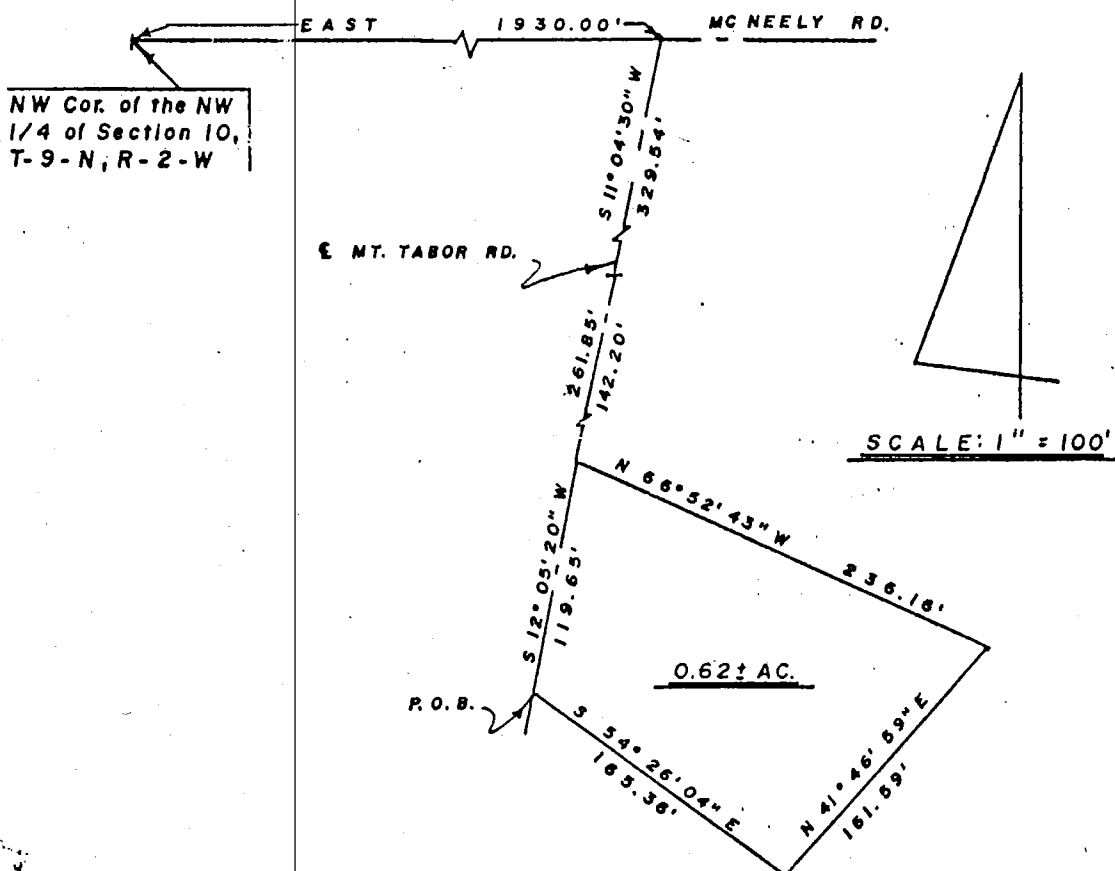 EAST 1930.00' MC NEELY RD.
NW Cor. of the NW
1/4 of Section 10,
T-9-N, R-2-W
S 11° 04' 30" W
329.54'
℄ MT. TABOR RD.
261.85'
142.20'
SCALE: 1" = 100'
N 66° 52' 43" W 236.16'
S 12° 05' 20" W
119.65'
0.62± AC.
P.O.B.
S 54° 26' 04" E
165.36'
N 41° 46' 59" E
161.59'